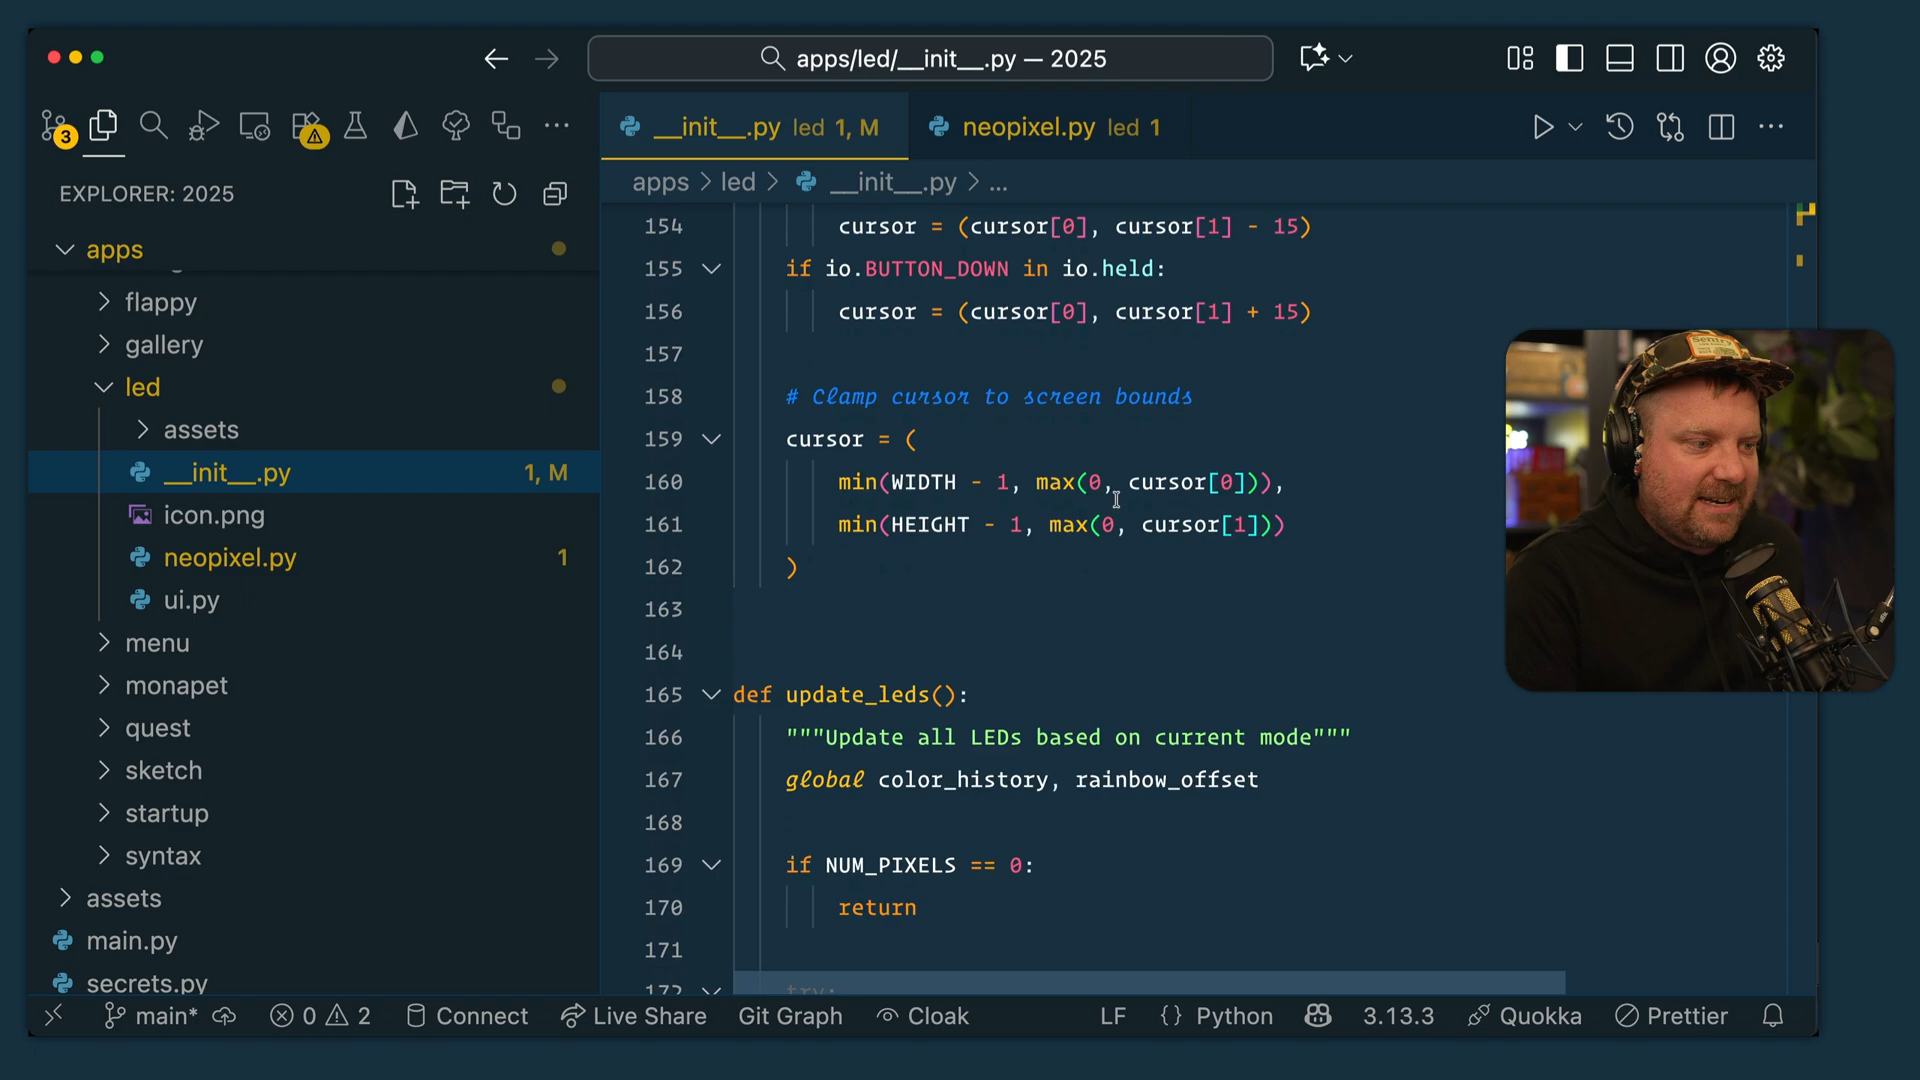 apps/led/__init__.py — 2025
3
__init__.py led 1, M
neopixel.py led 1
EXPLORER: 2025
apps > led > __init__.py > ...
apps
flappy
gallery
led
assets
__init__.py 1, M
icon.png
neopixel.py 1
ui.py
menu
monapet
quest
sketch
startup
syntax
assets
main.py
secrets.py
154 cursor = (cursor[0], cursor[1] - 15)
155 if io.BUTTON_DOWN in io.held:
156 cursor = (cursor[0], cursor[1] + 15)
157
158 # Clamp cursor to screen bounds
159 cursor = (
160 min(WIDTH - 1, max(0, cursor[0])),
161 min(HEIGHT - 1, max(0, cursor[1]))
162 )
163
164
165 def update_leds():
166 """Update all LEDs based on current mode"""
167 global color_history, rainbow_offset
168
169 if NUM_PIXELS == 0:
170 return
171
172 try:
Sentry
main* 0 2 Connect Live Share Git Graph Cloak LF {} Python 3.13.3 Quokka Prettier